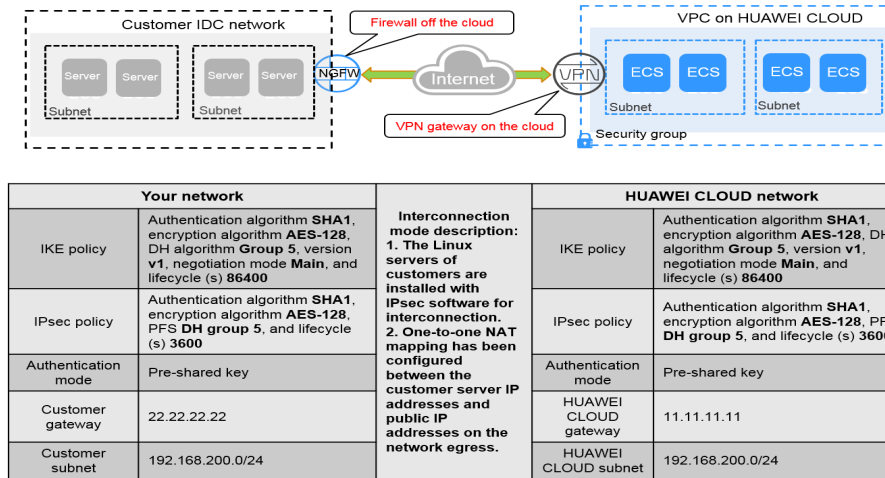 Customer IDC network
Firewall off the cloud
VPC on HUAWEI CLOUD
Server
Server
Server
Server
NGFW
Internet
VPN
ECS
ECS
ECS
ECS
Subnet
Subnet
Subnet
Subnet
VPN gateway on the cloud
Security group
Your network
HUAWEI CLOUD network
IKE policy
Authentication algorithm SHA1,
encryption algorithm AES-128,
DH algorithm Group 5, version
v1, negotiation mode Main, and
lifecycle (s) 86400
Interconnection
mode description:
1. The Linux
servers of
customers are
installed with
IPsec software for
interconnection.
2. One-to-one NAT
mapping has been
configured
between the
customer server IP
addresses and
public IP
addresses on the
network egress.
IKE policy
Authentication algorithm SHA1,
encryption algorithm AES-128, DH
algorithm Group 5, version v1,
negotiation mode Main, and
lifecycle (s) 86400
IPsec policy
Authentication algorithm SHA1,
encryption algorithm AES-128,
PFS DH group 5, and lifecycle
(s) 3600
IPsec policy
Authentication algorithm SHA1,
encryption algorithm AES-128,
DH group 5, and lifecycle (s)
Authentication
mode
Pre-shared key
Authentication
mode
Pre-shared key
Customer
gateway
22.22.22.22
HUAWEI
CLOUD
gateway
11.11.11.11
Customer
subnet
192.168.200.0/24
HUAWEI
CLOUD subnet
192.168.200.0/24